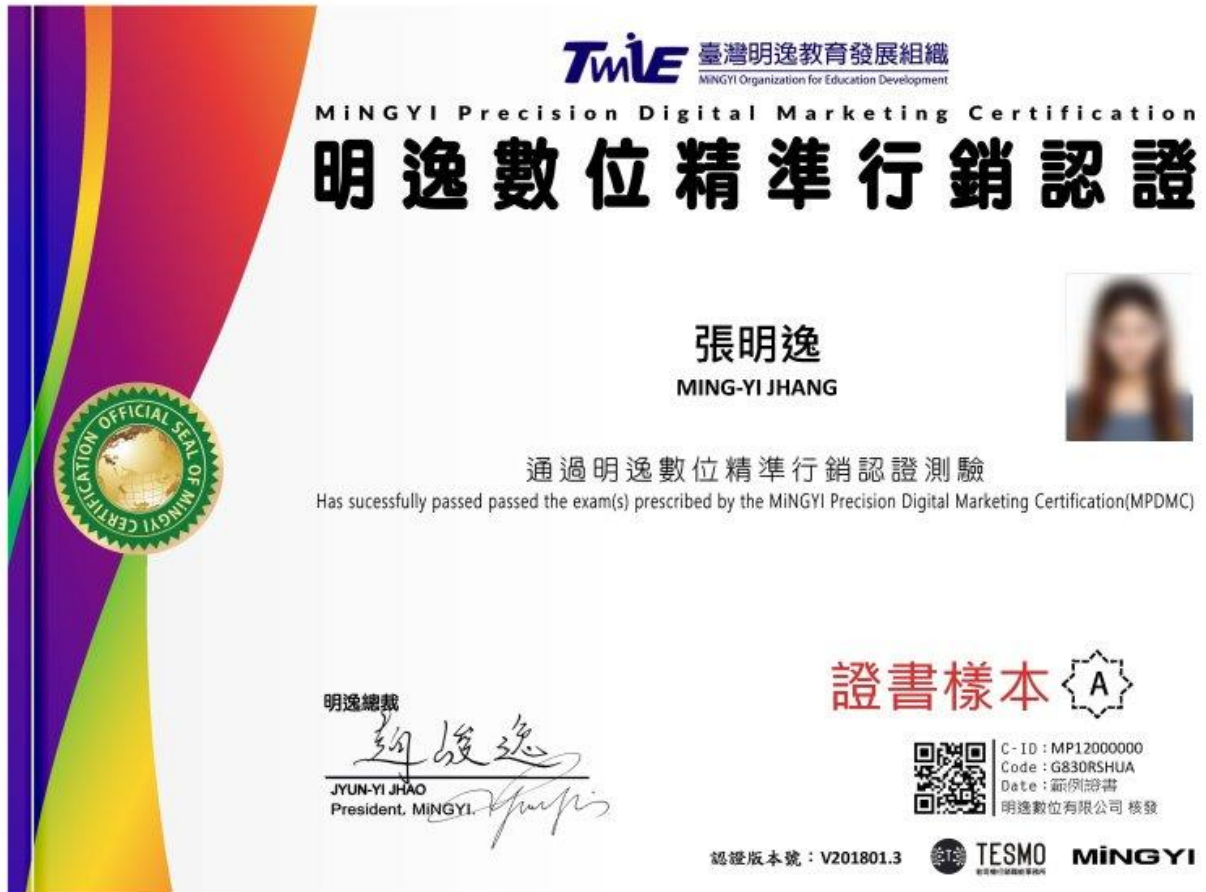 TWiE 臺灣明逸教育發展組織
MiNGYI Organization for Education Development
MiNGYI Precision Digital Marketing Certification
明逸數位精準行銷認證
張明逸
MING-YI JHANG
OFFICIAL SEAL OF MINGYI CERTIFICATION
通過明逸數位精準行銷認證測驗
Has sucessfully passed passed the exam(s) prescribed by the MiNGYI Precision Digital Marketing Certification(MPDMC)
證書樣本 A
明逸總裁
趙峻逸
JYUN-YI JHAO
President, MiNGYI.
C-ID：MP12000000
Code：G830RSHUA
Date：範例證書
明逸數位有限公司 核發
認證版本號：V201801.3
TESMO
MiNGYI